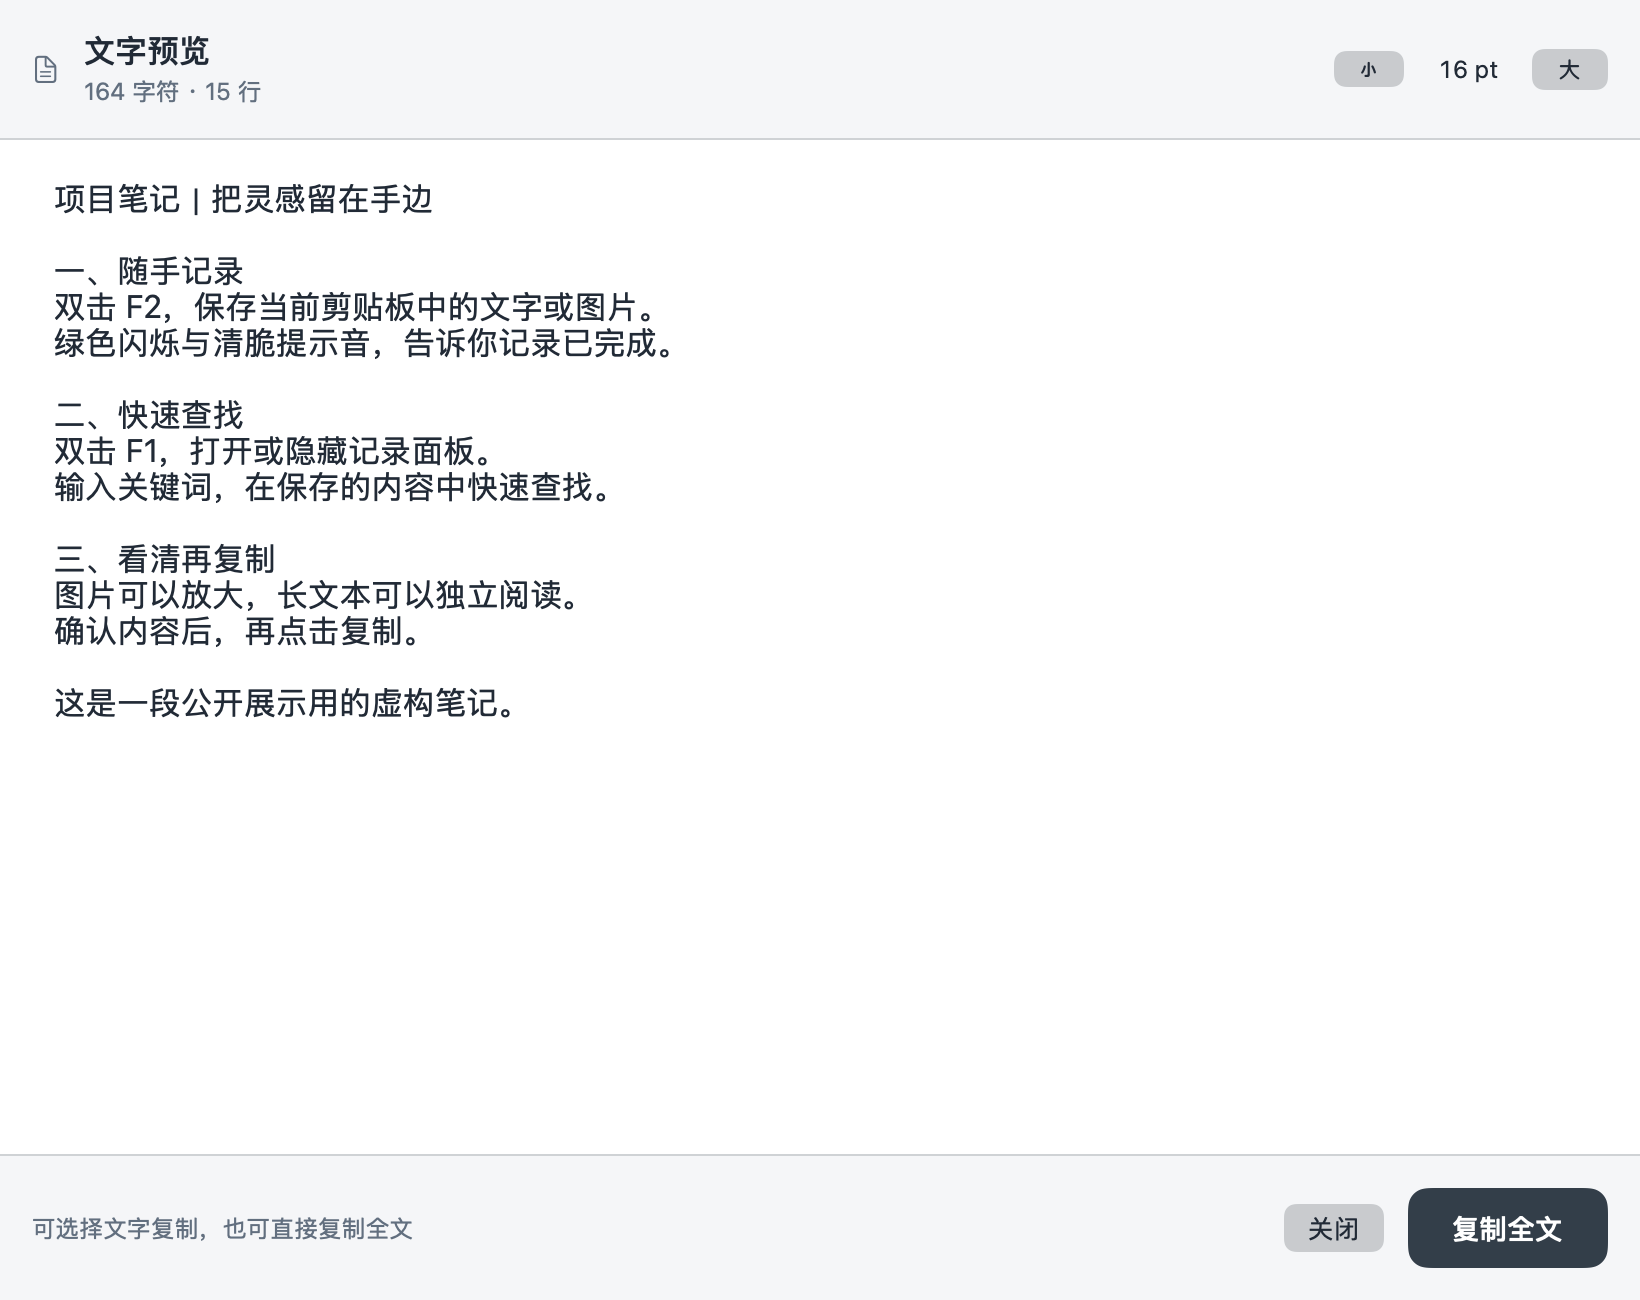 文字预览
164 字符 · 15 行
小
16 pt
大
项目笔记 | 把灵感留在手边
一、随手记录
双击 F2，保存当前剪贴板中的文字或图片。
绿色闪烁与清脆提示音，告诉你记录已完成。
二、快速查找
双击 F1，打开或隐藏记录面板。
输入关键词，在保存的内容中快速查找。
三、看清再复制
图片可以放大，长文本可以独立阅读。
确认内容后，再点击复制。
这是一段公开展示用的虚构笔记。
可选择文字复制，也可直接复制全文
关闭
复制全文